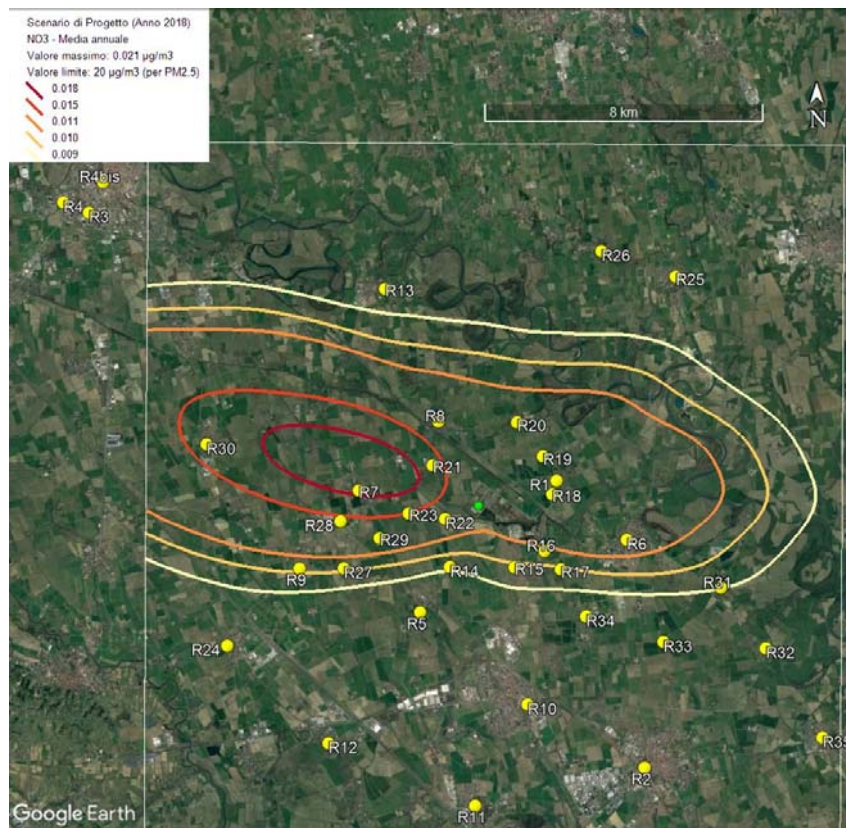 Scenario di Progetto (Anno 2018)
NO3 - Media annuale
Valore massimo: 0.021 µg/m3
Valore limite: 20 µg/m3 (per PM2.5)
0.018
0.015
0.011
0.010
0.009
8 km
N
R4bis
R4
R3
R26
R25
R13
R8
R20
R30
R19
R21
R1
R7
R18
R23
R28
R22
R29
R16
R6
R9
R27
R14
R15
R17
R31
R5
R34
R24
R33
R32
R10
R12
R35
R2
R11
Google Earth